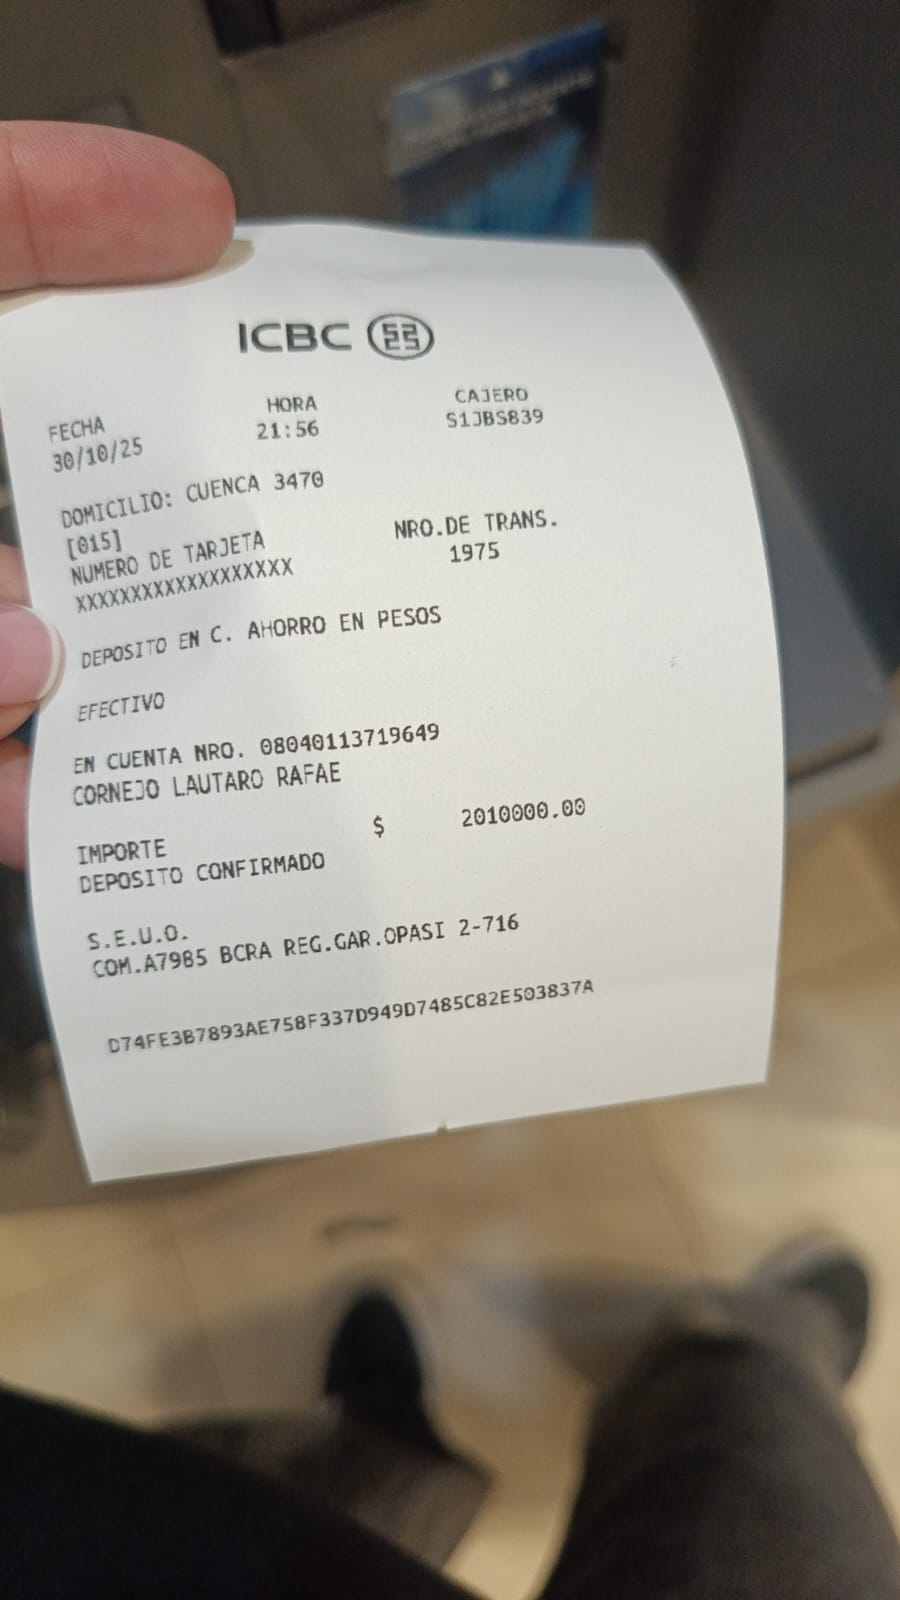 ICBC
FECHA HORA CAJERO
30/10/25 21:56 S1JBS839
DOMICILIO: CUENCA 3470
[015]
NUMERO DE TARJETA NRO.DE TRANS.
XXXXXXXXXXXXXXXXXX 1975
DEPOSITO EN C. AHORRO EN PESOS
EFECTIVO
EN CUENTA NRO. 08040113719649
CORNEJO LAUTARO RAFAE
IMPORTE $ 2010000.00
DEPOSITO CONFIRMADO
S.E.U.O.
COM.A7985 BCRA REG.GAR.OPASI 2-716
D74FE3B7893AE758F337D949D7485C82E503837A